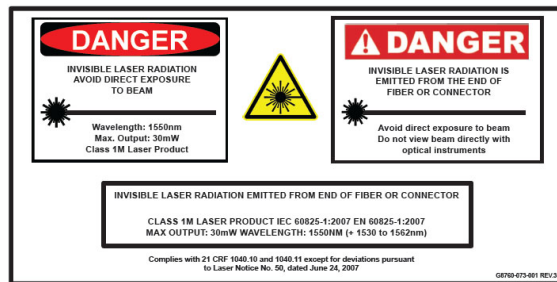 DANGER
INVISIBLE LASER RADIATION
AVOID DIRECT EXPOSURE
TO BEAM
Wavelength: 1550nm
Max. Output: 30mW
Class 1M Laser Product
DANGER
INVISIBLE LASER RADIATION IS
EMITTED FROM THE END OF
FIBER OR CONNECTOR
Avoid direct exposure to beam
Do not view beam directly with
optical instruments
INVISIBLE LASER RADIATION EMITTED FROM END OF FIBER OR CONNECTOR
CLASS 1M LASER PRODUCT IEC 60825-1:2007 EN 60825-1:2007
MAX OUTPUT: 30mW WAVELENGTH: 1550NM (+ 1530 to 1562nm)
Complies with 21 CRF 1040.10 and 1040.11 except for deviations pursuant
to Laser Notice No. 50, dated June 24, 2007
G8760-073-001 REV.3